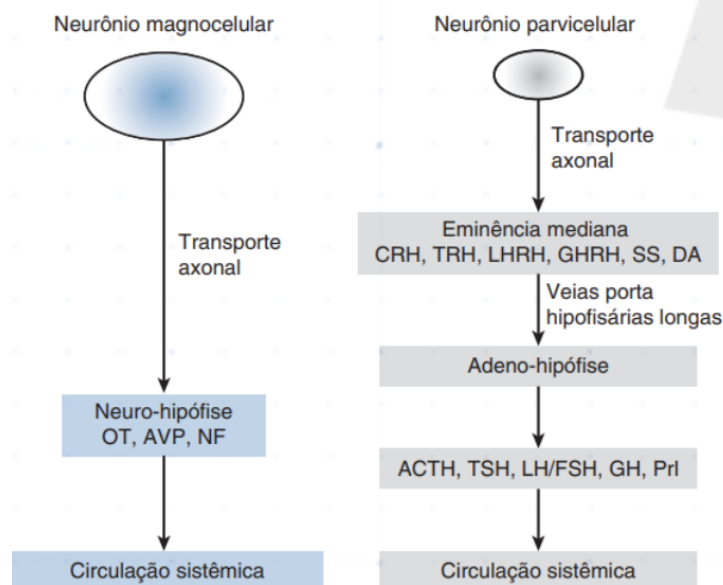 Neurônio magnocelular
Transporte
axonal
Neuro-hipófise
OT, AVP, NF
Circulação sistêmica
Neurônio parvicelular
Transporte
axonal
Eminência mediana
CRH, TRH, LHRH, GHRH, SS, DA
Veias porta
hipofisárias longas
Adeno-hipófise
ACTH, TSH, LH/FSH, GH, Prl
Circulação sistêmica